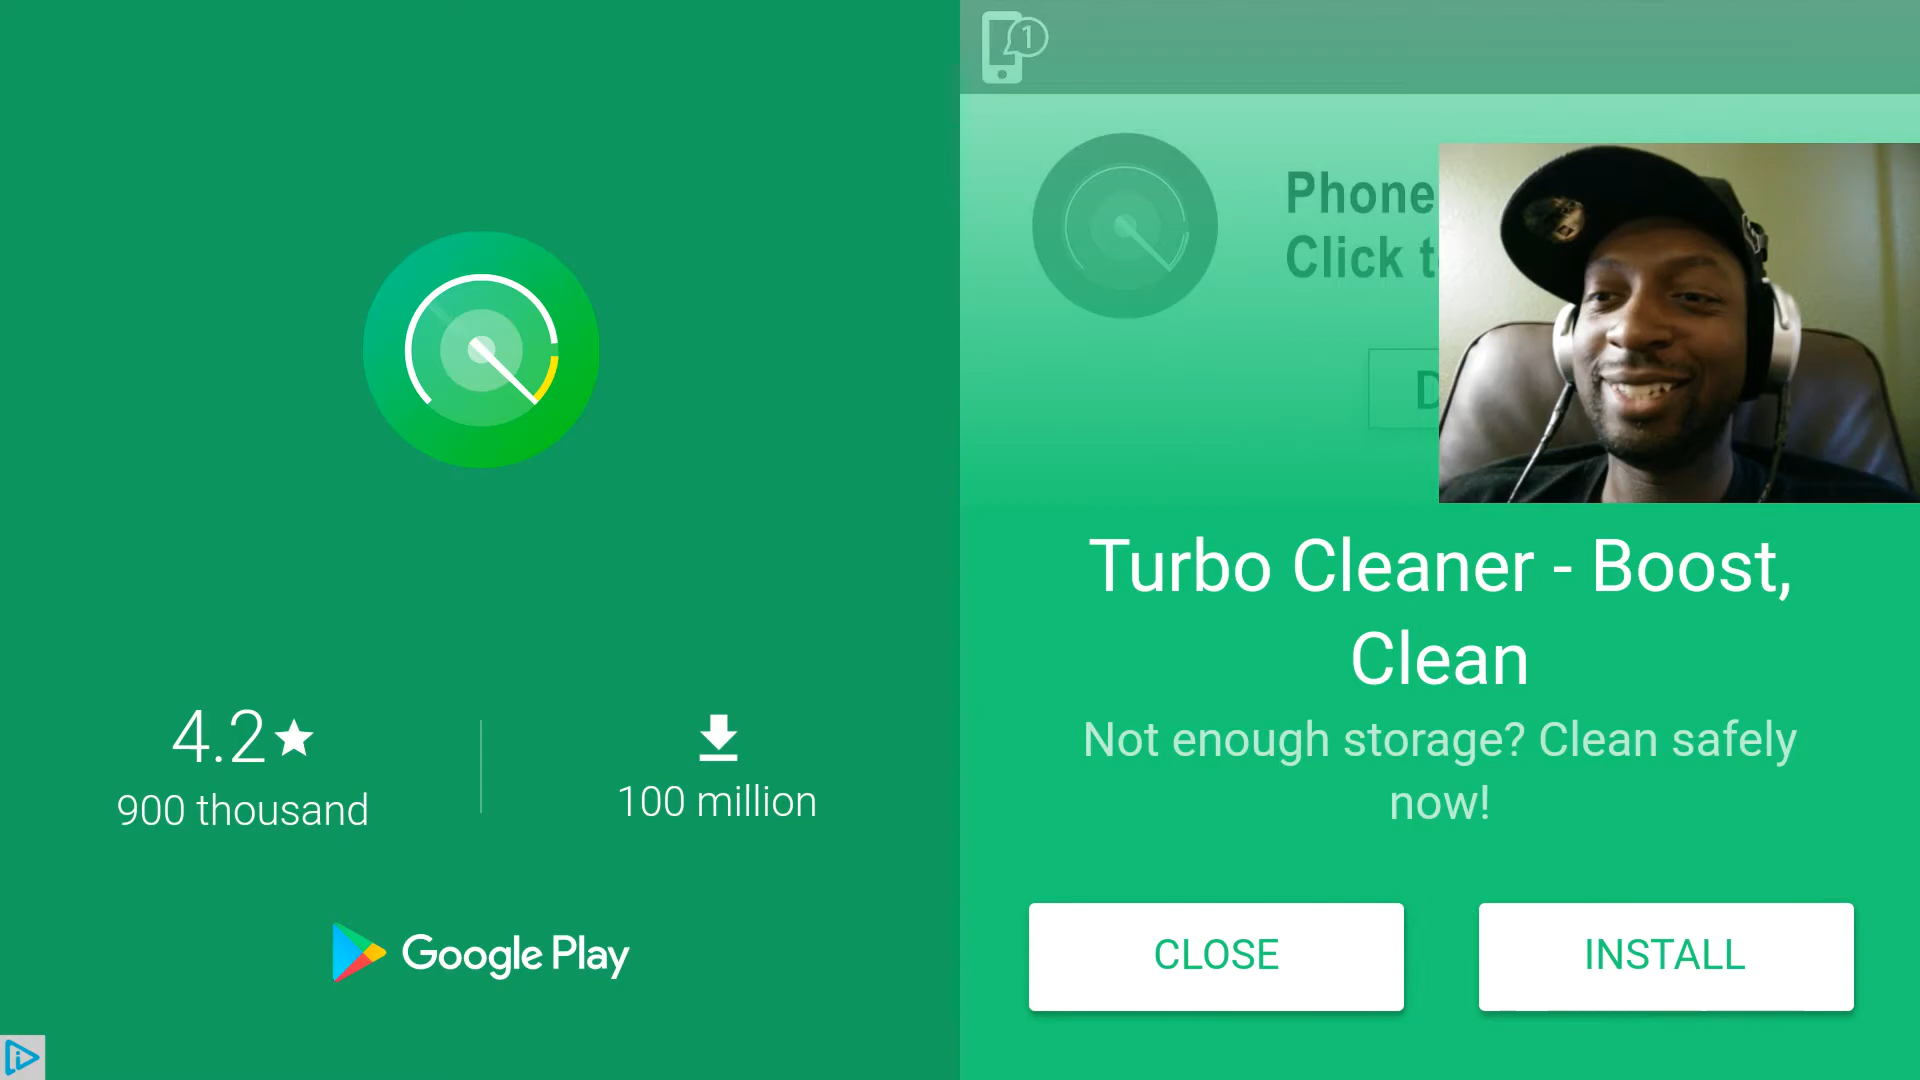 4.2
900 thousand
100 million
Google Play
1
Phone
Click
Turbo Cleaner - Boost,
Clean
Not enough storage? Clean safely
now!
CLOSE
INSTALL